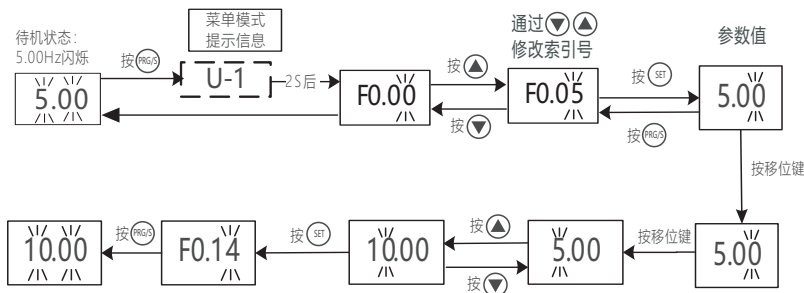 待机状态:
5.00Hz闪烁
5.00
按PRG/S
菜单模式
提示信息
U-1
2S后
F0.00
按▲
按▼
通过▼▲
修改索引号
F0.05
按SET
按PRG/S
参数值
5.00
按移位键
5.00
按移位键
5.00
按▲
按▼
10.00
按SET
F0.14
按PRG/S
10.00